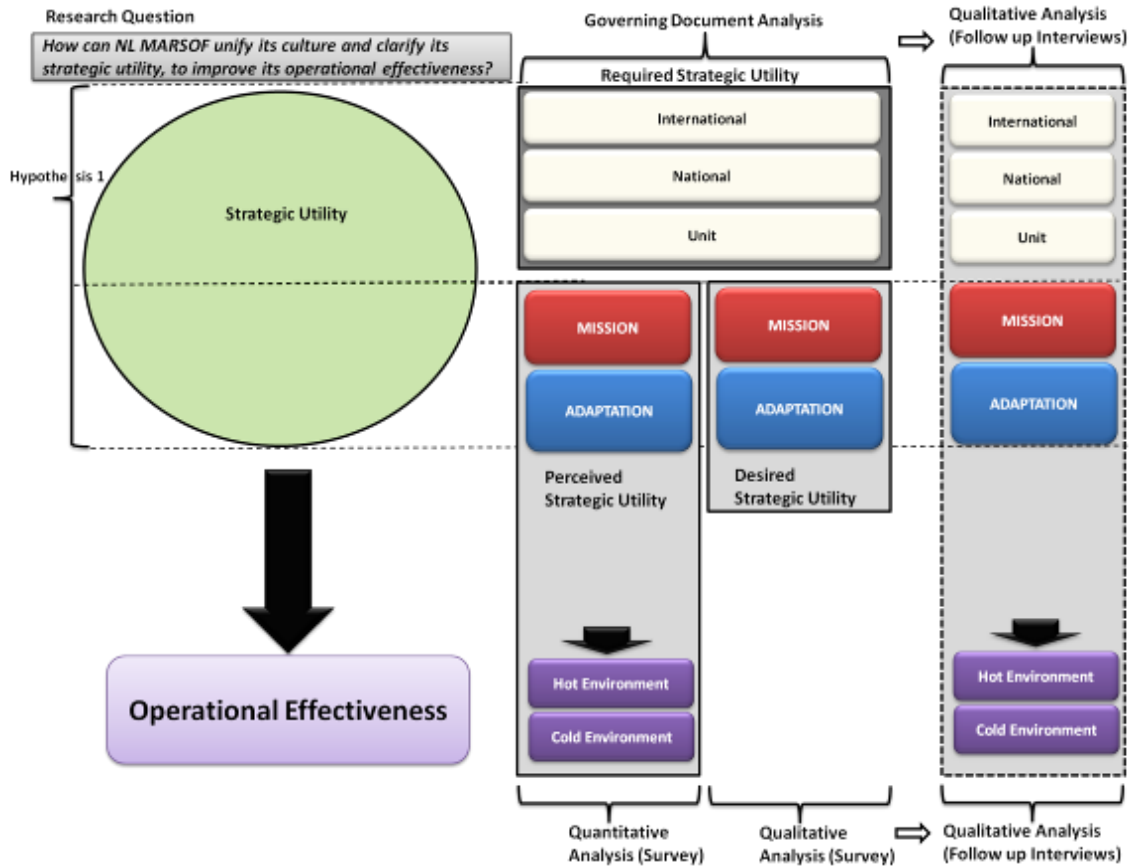 Research Question
How can NL MARSOF unify its culture and clarify its
strategic utility, to improve its operational effectiveness?
Governing Document Analysis
Qualitative Analysis
(Follow up Interviews)
Required Strategic Utility
Hypothesis 1
Strategic Utility
International
National
Unit
International
National
Unit
MISSION
ADAPTATION
MISSION
ADAPTATION
MISSION
ADAPTATION
Perceived
Strategic Utility
Desired
Strategic Utility
Operational Effectiveness
Hot Environment
Cold Environment
Hot Environment
Cold Environment
Quantitative
Analysis (Survey)
Qualitative
Analysis (Survey)
Qualitative Analysis
(Follow up Interviews)